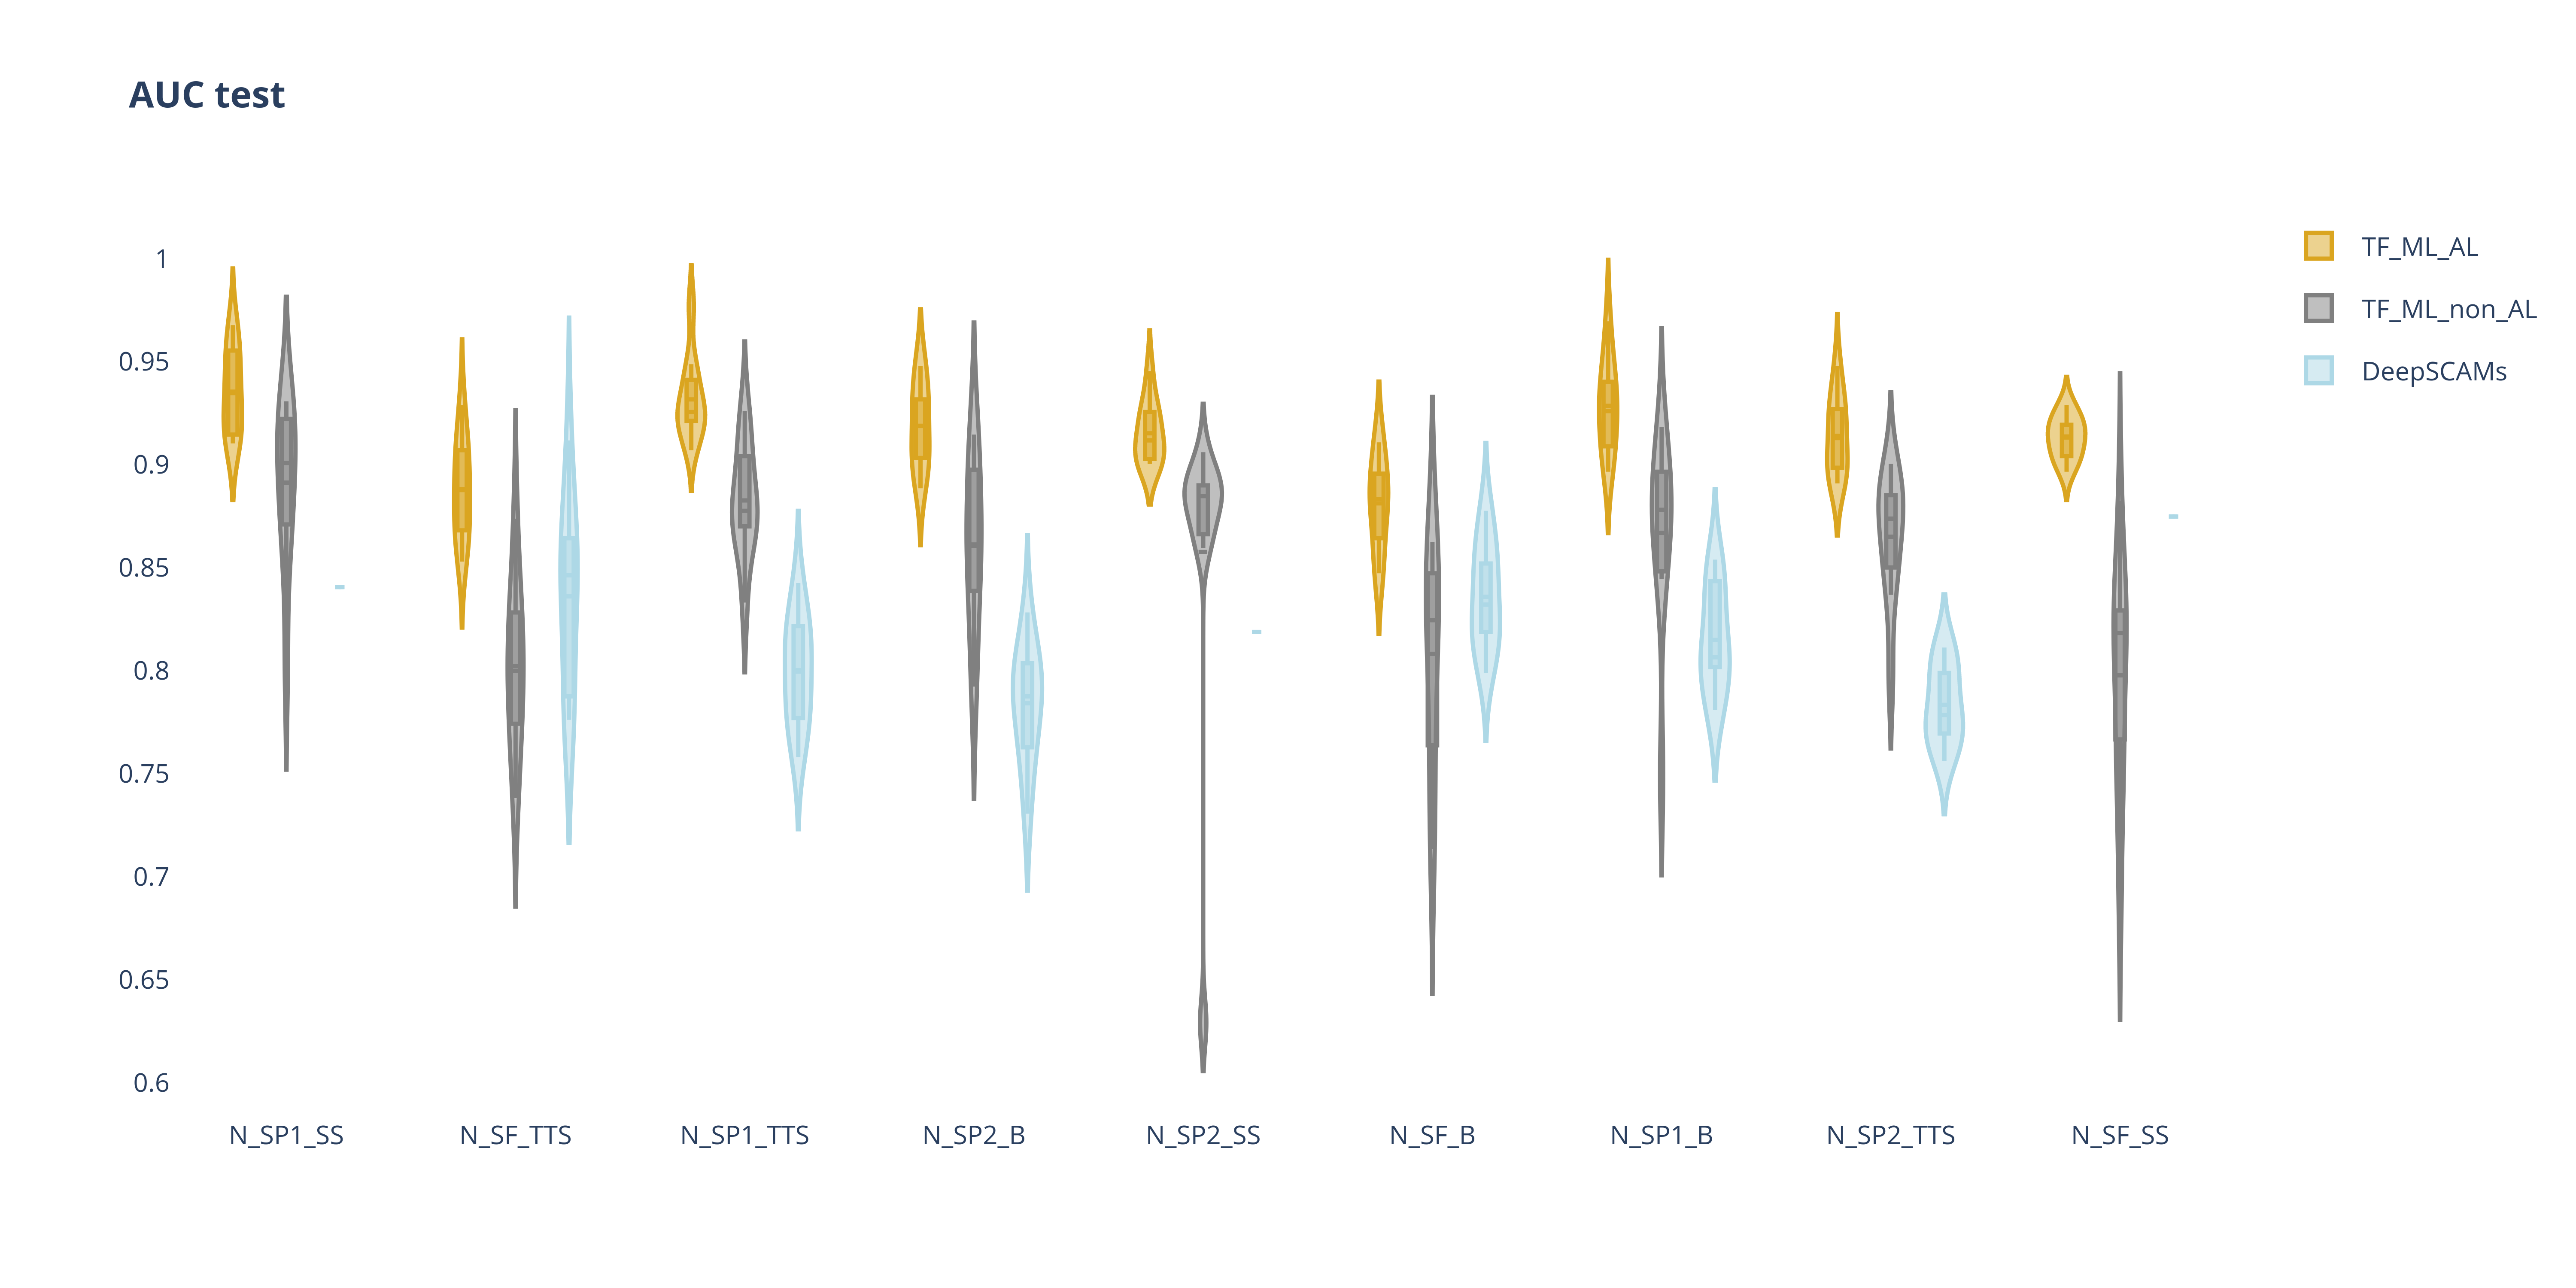 AUC test
1
0.95
0.9
0.85
0.8
0.75
0.7
0.65
0.6
N_SP1_SS
N_SF_TTS
N_SP1_TTS
N_SP2_B
N_SP2_SS
N_SF_B
N_SP1_B
N_SP2_TTS
N_SF_SS
TF_ML_AL
TF_ML_non_AL
DeepSCAMs